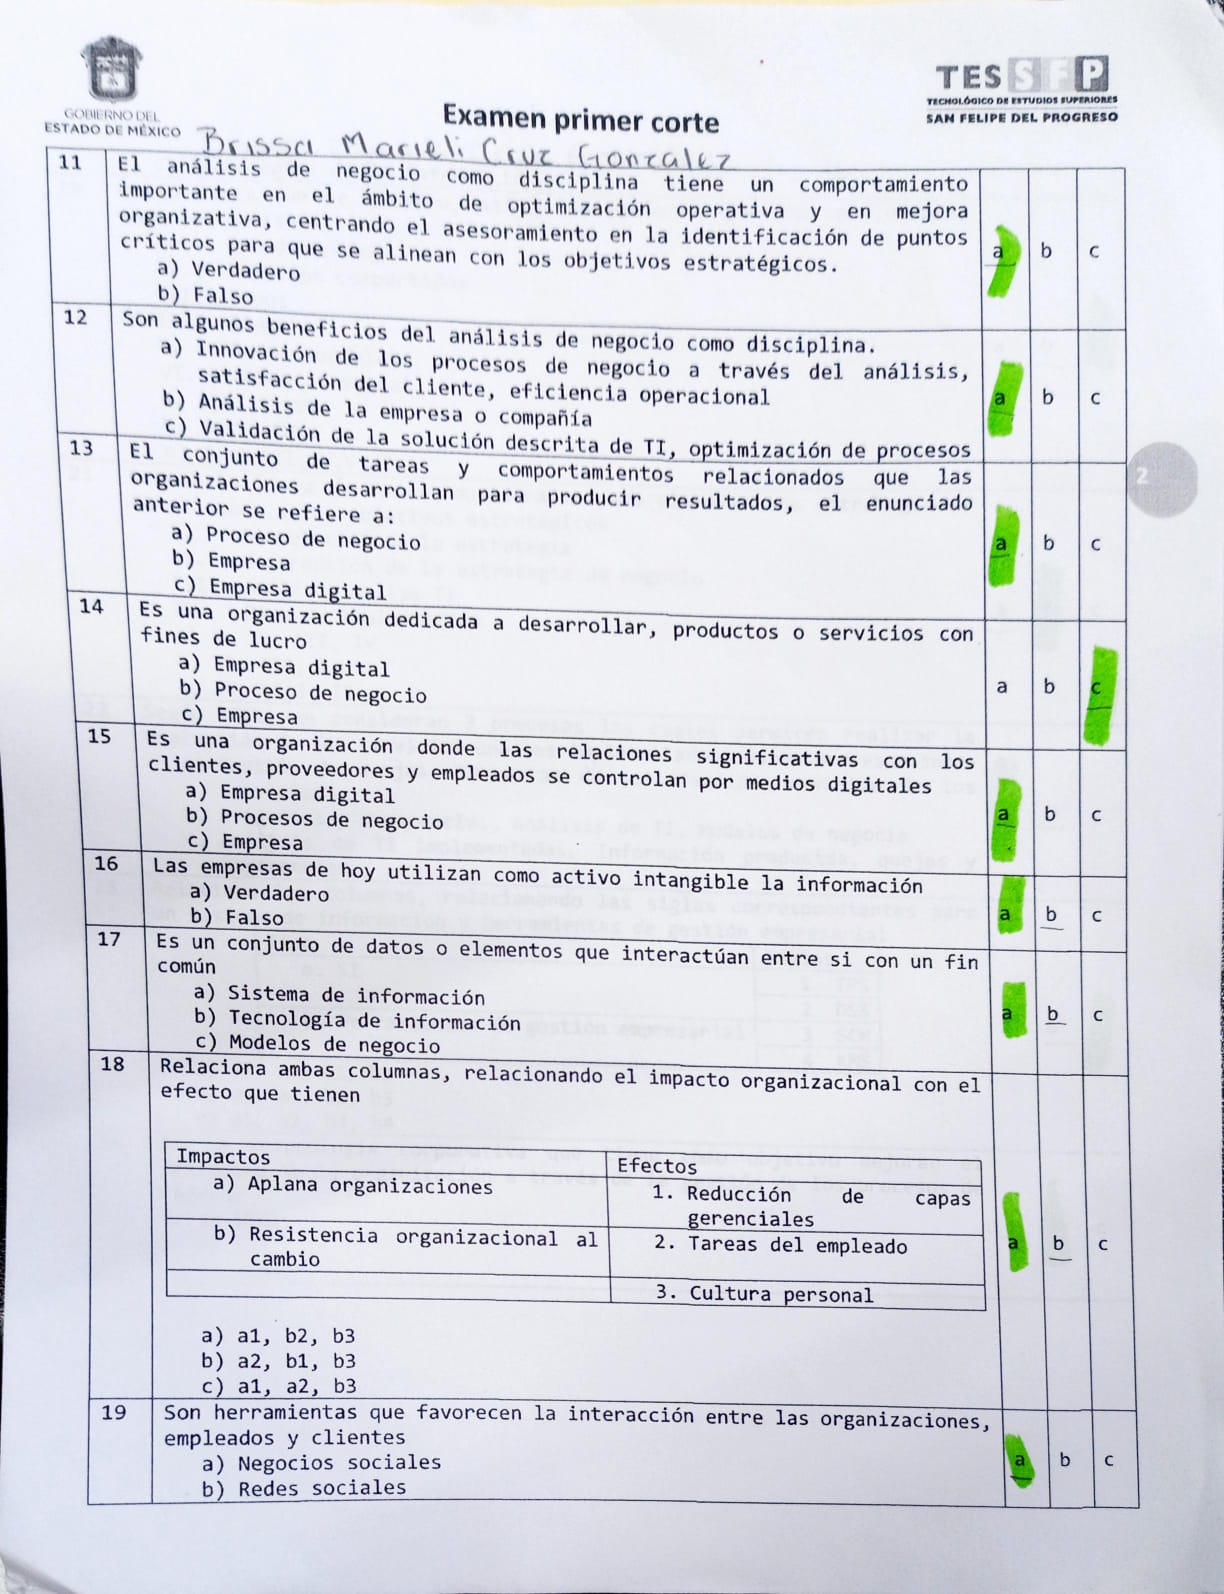 GOBIERNO DEL
ESTADO DE MÉXICO
TESSFP
TECNOLÓGICO DE ESTUDIOS SUPERIORES
SAN FELIPE DEL PROGRESO
Examen primer corte
Brissa Marieli Cruz Gonzalez
11 El análisis de negocio como disciplina tiene un comportamiento
importante en el ámbito de optimización operativa y en mejora
organizativa, centrando el asesoramiento en la identificación de puntos
críticos para que se alinean con los objetivos estratégicos.
a b c
a) Verdadero
b) Falso
12 Son algunos beneficios del análisis de negocio como disciplina.
a) Innovación de los procesos de negocio a través del análisis,
satisfacción del cliente, eficiencia operacional
a b c
b) Análisis de la empresa o compañía
c) Validación de la solución descrita de TI, optimización de procesos
13 El conjunto de tareas y comportamientos relacionados que las
organizaciones desarrollan para producir resultados, el enunciado
anterior se refiere a:
a) Proceso de negocio
a b c
b) Empresa
c) Empresa digital
2
14 Es una organización dedicada a desarrollar, productos o servicios con
fines de lucro
a) Empresa digital
b) Proceso de negocio
a b c
c) Empresa
15 Es una organización donde las relaciones significativas con los
clientes, proveedores y empleados se controlan por medios digitales
a) Empresa digital
b) Procesos de negocio
a b c
c) Empresa
16 Las empresas de hoy utilizan como activo intangible la información
a) Verdadero
b) Falso
a b c
17 Es un conjunto de datos o elementos que interactúan entre si con un fin
común
a) Sistema de información
b) Tecnología de información
a b c
c) Modelos de negocio
18 Relaciona ambas columnas, relacionando el impacto organizacional con el
efecto que tienen
Impactos Efectos
a) Aplana organizaciones 1. Reducción de capas
gerenciales
b) Resistencia organizacional al 2. Tareas del empleado
cambio
a b c
3. Cultura personal
a) a1, b2, b3
b) a2, b1, b3
c) a1, a2, b3
19 Son herramientas que favorecen la interacción entre las organizaciones,
empleados y clientes
a) Negocios sociales
a b c
b) Redes sociales